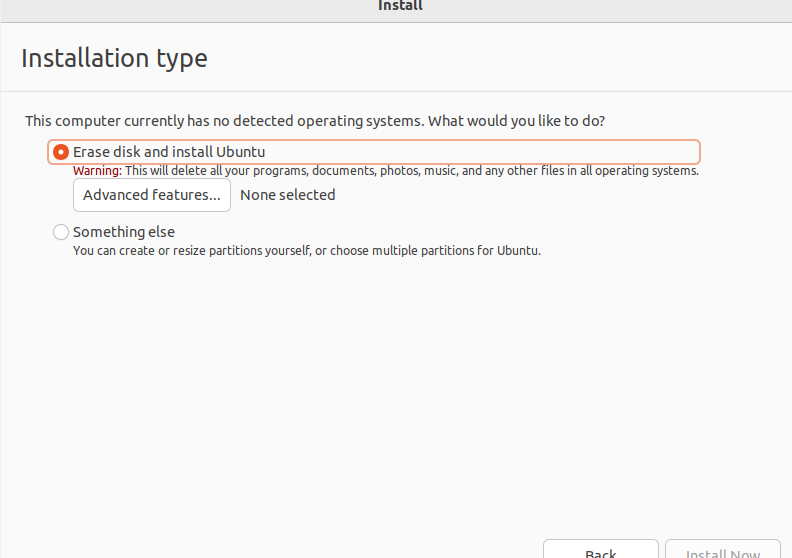 Install
Installation type
This computer currently has no detected operating systems. What would you like to do?
Erase disk and install Ubuntu
Warning: This will delete all your programs, documents, photos, music, and any other files in all operating systems.
Advanced features... None selected
Something else
You can create or resize partitions yourself, or choose multiple partitions for Ubuntu.
Back Install Now